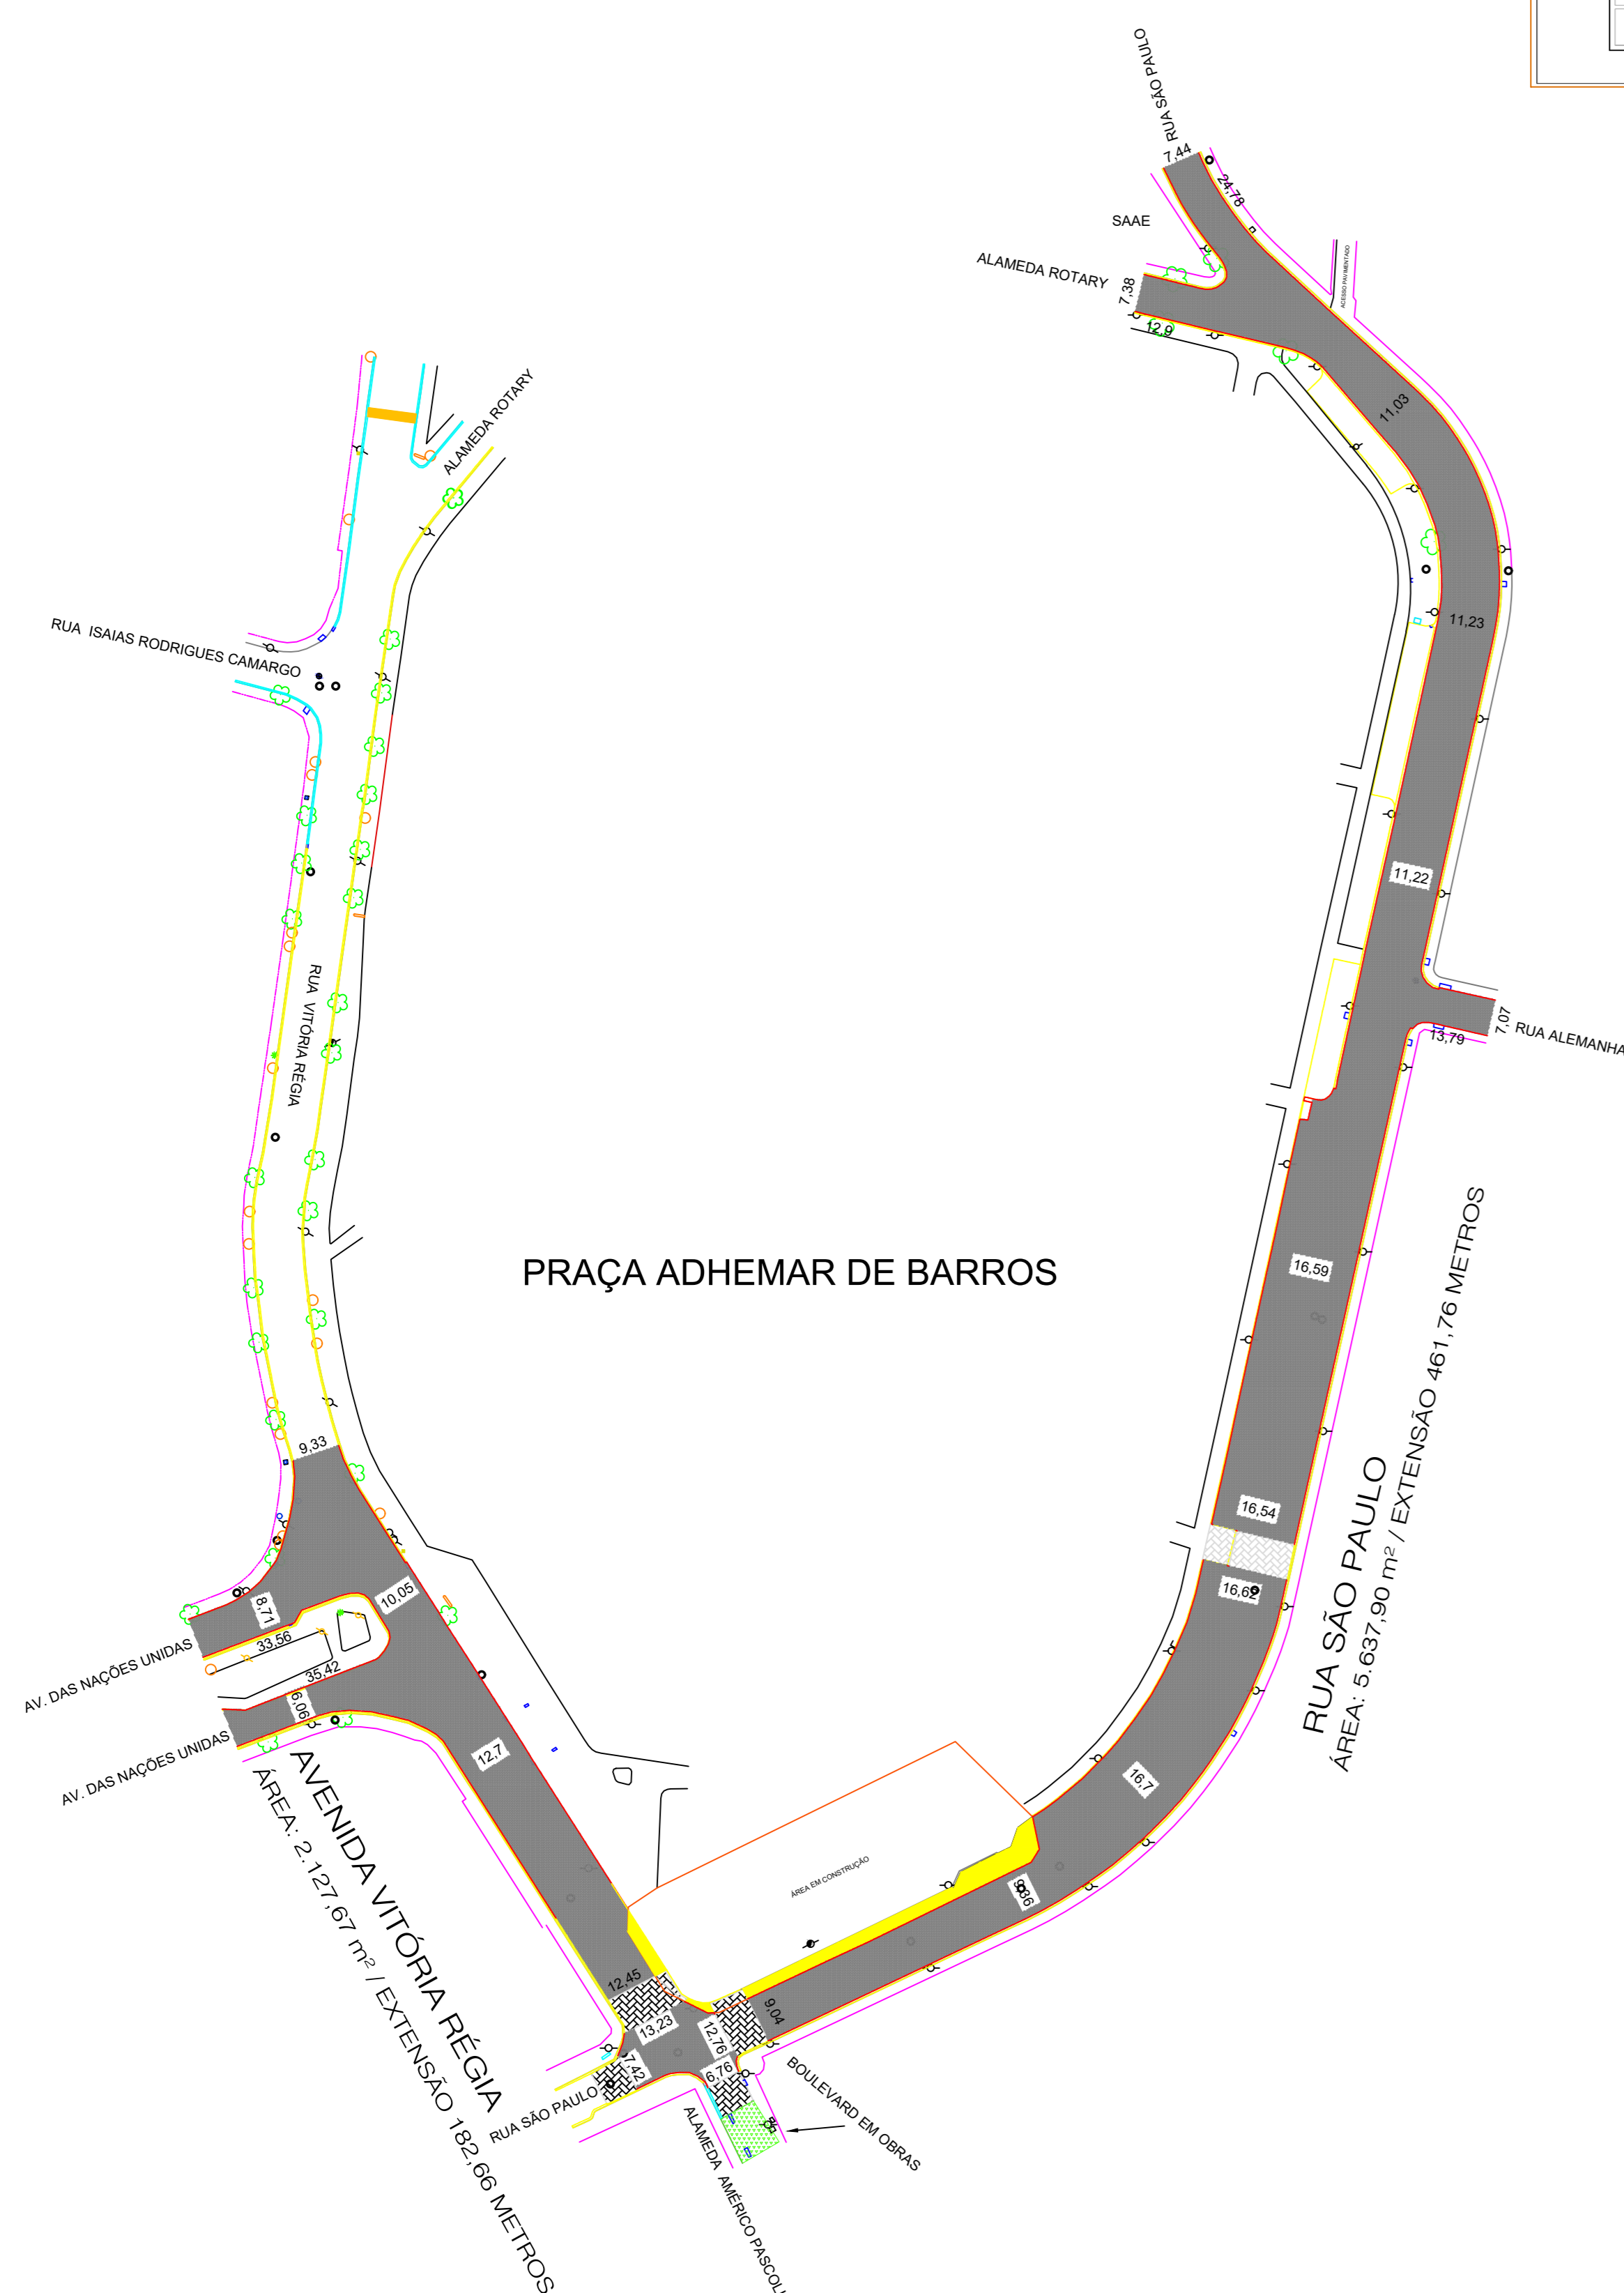 RUA SÃO PAULO
7,44
24,78
SAAE
ALAMEDA ROTARY
7,38
12,9
ACESSO PAVIMENTADO
11,03
ALAMEDA ROTARY
11,23
RUA ISAIAS RODRIGUES CAMARGO
11,22
RUA VITÓRIA RÉGIA
7,07
13,79
RUA ALEMANHA
PRAÇA ADHEMAR DE BARROS
16,59
RUA SÃO PAULO
ÁREA: 5.637,90 m² / EXTENSÃO 461,76 METROS
9,33
16,54
16,62
10,05
8,71
33,56
35,42
6,06
AV. DAS NAÇÕES UNIDAS
AV. DAS NAÇÕES UNIDAS
12,7
16,7
AVENIDA VITÓRIA RÉGIA
ÁREA: 2.127,67 m² / EXTENSÃO 182,66 METROS
ÁREA EM CONSTRUÇÃO
12,45
9,04
13,23
12,76
7,42
6,76
RUA SÃO PAULO
BOULEVARD EM OBRAS
ALAMEDA AMÉRICO PASCOLI